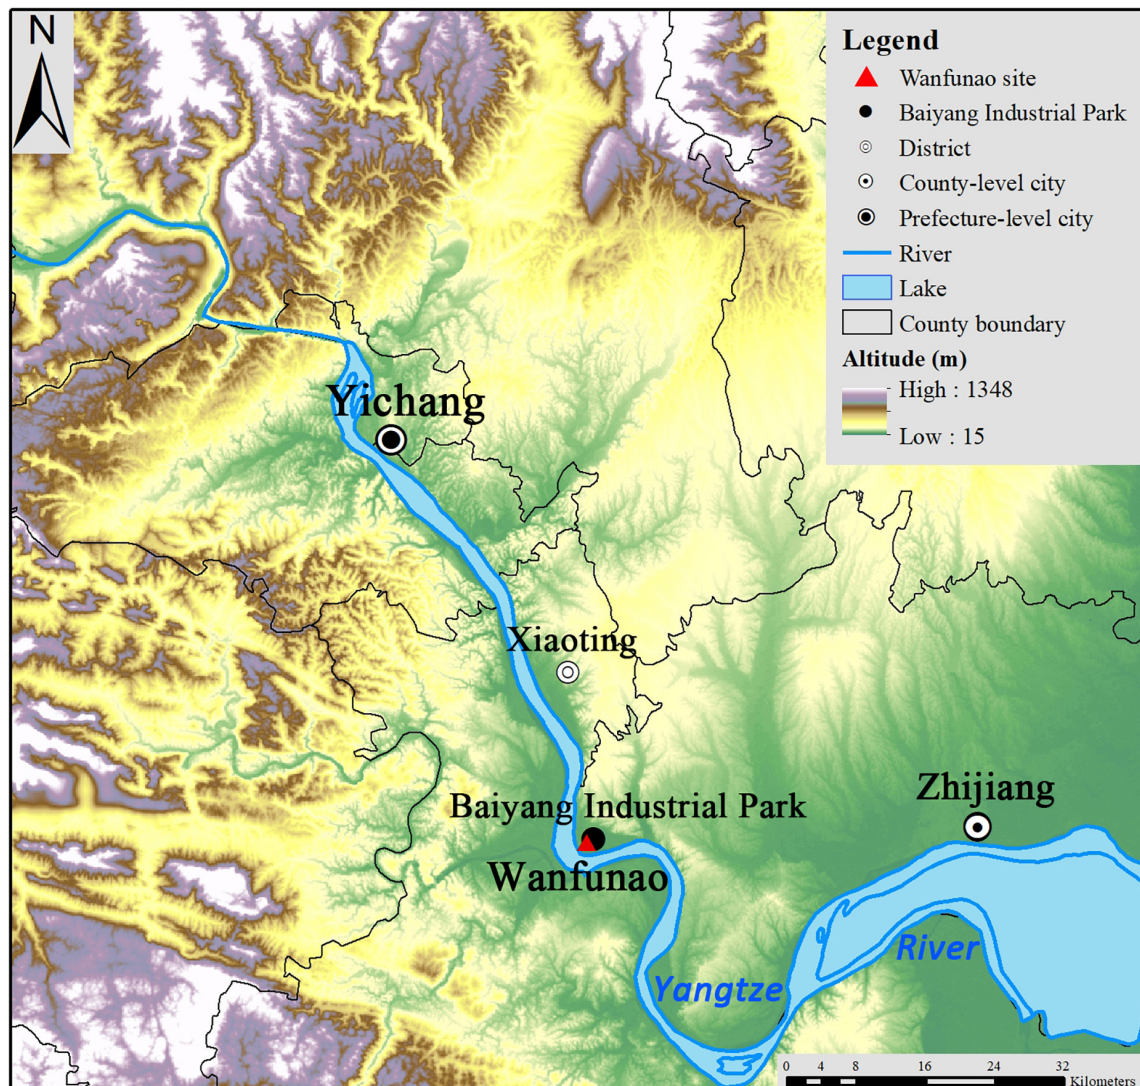 N
Legend
Wanfunao site
Baiyang Industrial Park
District
County-level city
Prefecture-level city
River
Lake
County boundary
Altitude (m)
High : 1348
Low : 15
Yichang
Xiaoting
Baiyang Industrial Park
Zhijiang
Wanfunao
River
Yangtze
0 4 8 16 24 32
Kilometers